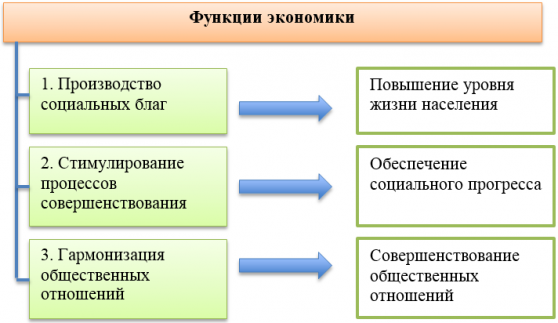 Функции экономики
1. Производство
социальных благ
Повышение уровня
жизни населения
2. Стимулирование
процессов
совершенствования
Обеспечение
социального прогресса
3. Гармонизация
общественных
отношений
Совершенствование
общественных
отношений